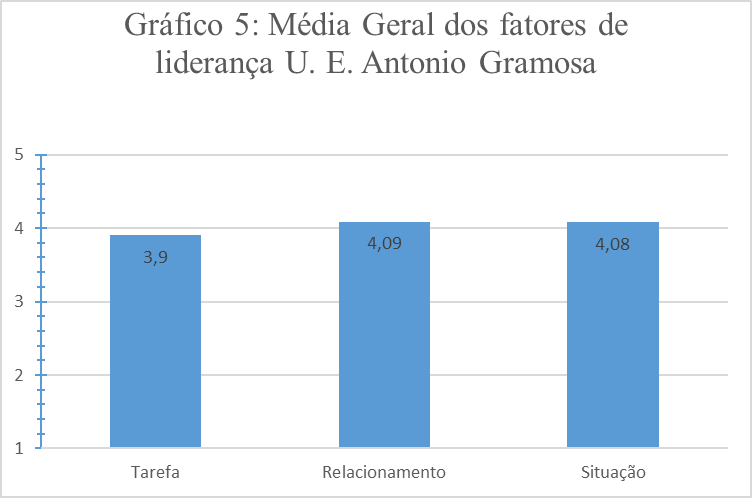 Gráfico 5: Média Geral dos fatores de
liderança U. E. Antonio Gramosa
5
4
3
2
1
3,9
4,09
4,08
Tarefa
Relacionamento
Situação